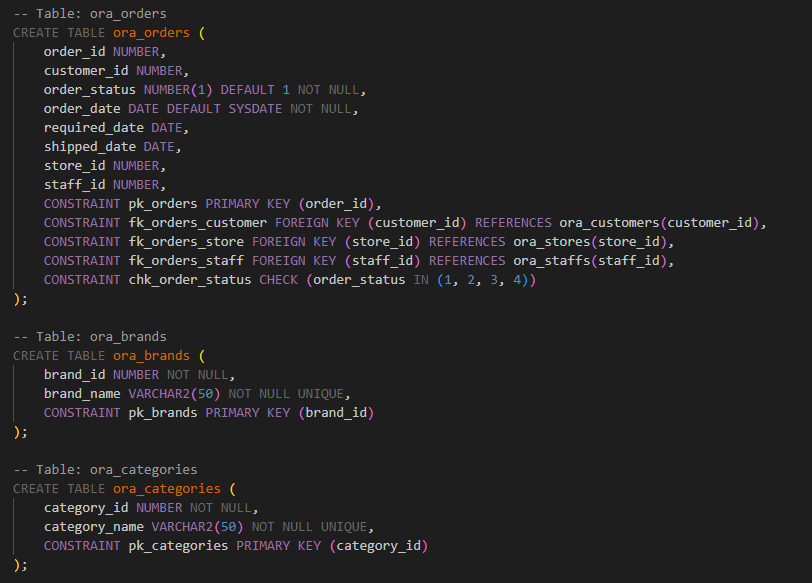 -- Table: ora_orders
CREATE TABLE ora_orders (
    order_id NUMBER,
    customer_id NUMBER,
    order_status NUMBER(1) DEFAULT 1 NOT NULL,
    order_date DATE DEFAULT SYSDATE NOT NULL,
    required_date DATE,
    shipped_date DATE,
    store_id NUMBER,
    staff_id NUMBER,
    CONSTRAINT pk_orders PRIMARY KEY (order_id),
    CONSTRAINT fk_orders_customer FOREIGN KEY (customer_id) REFERENCES ora_customers(customer_id),
    CONSTRAINT fk_orders_store FOREIGN KEY (store_id) REFERENCES ora_stores(store_id),
    CONSTRAINT fk_orders_staff FOREIGN KEY (staff_id) REFERENCES ora_staffs(staff_id),
    CONSTRAINT chk_order_status CHECK (order_status IN (1, 2, 3, 4))
);

-- Table: ora_brands
CREATE TABLE ora_brands (
    brand_id NUMBER NOT NULL,
    brand_name VARCHAR2(50) NOT NULL UNIQUE,
    CONSTRAINT pk_brands PRIMARY KEY (brand_id)
);

-- Table: ora_categories
CREATE TABLE ora_categories (
    category_id NUMBER NOT NULL,
    category_name VARCHAR2(50) NOT NULL UNIQUE,
    CONSTRAINT pk_categories PRIMARY KEY (category_id)
);